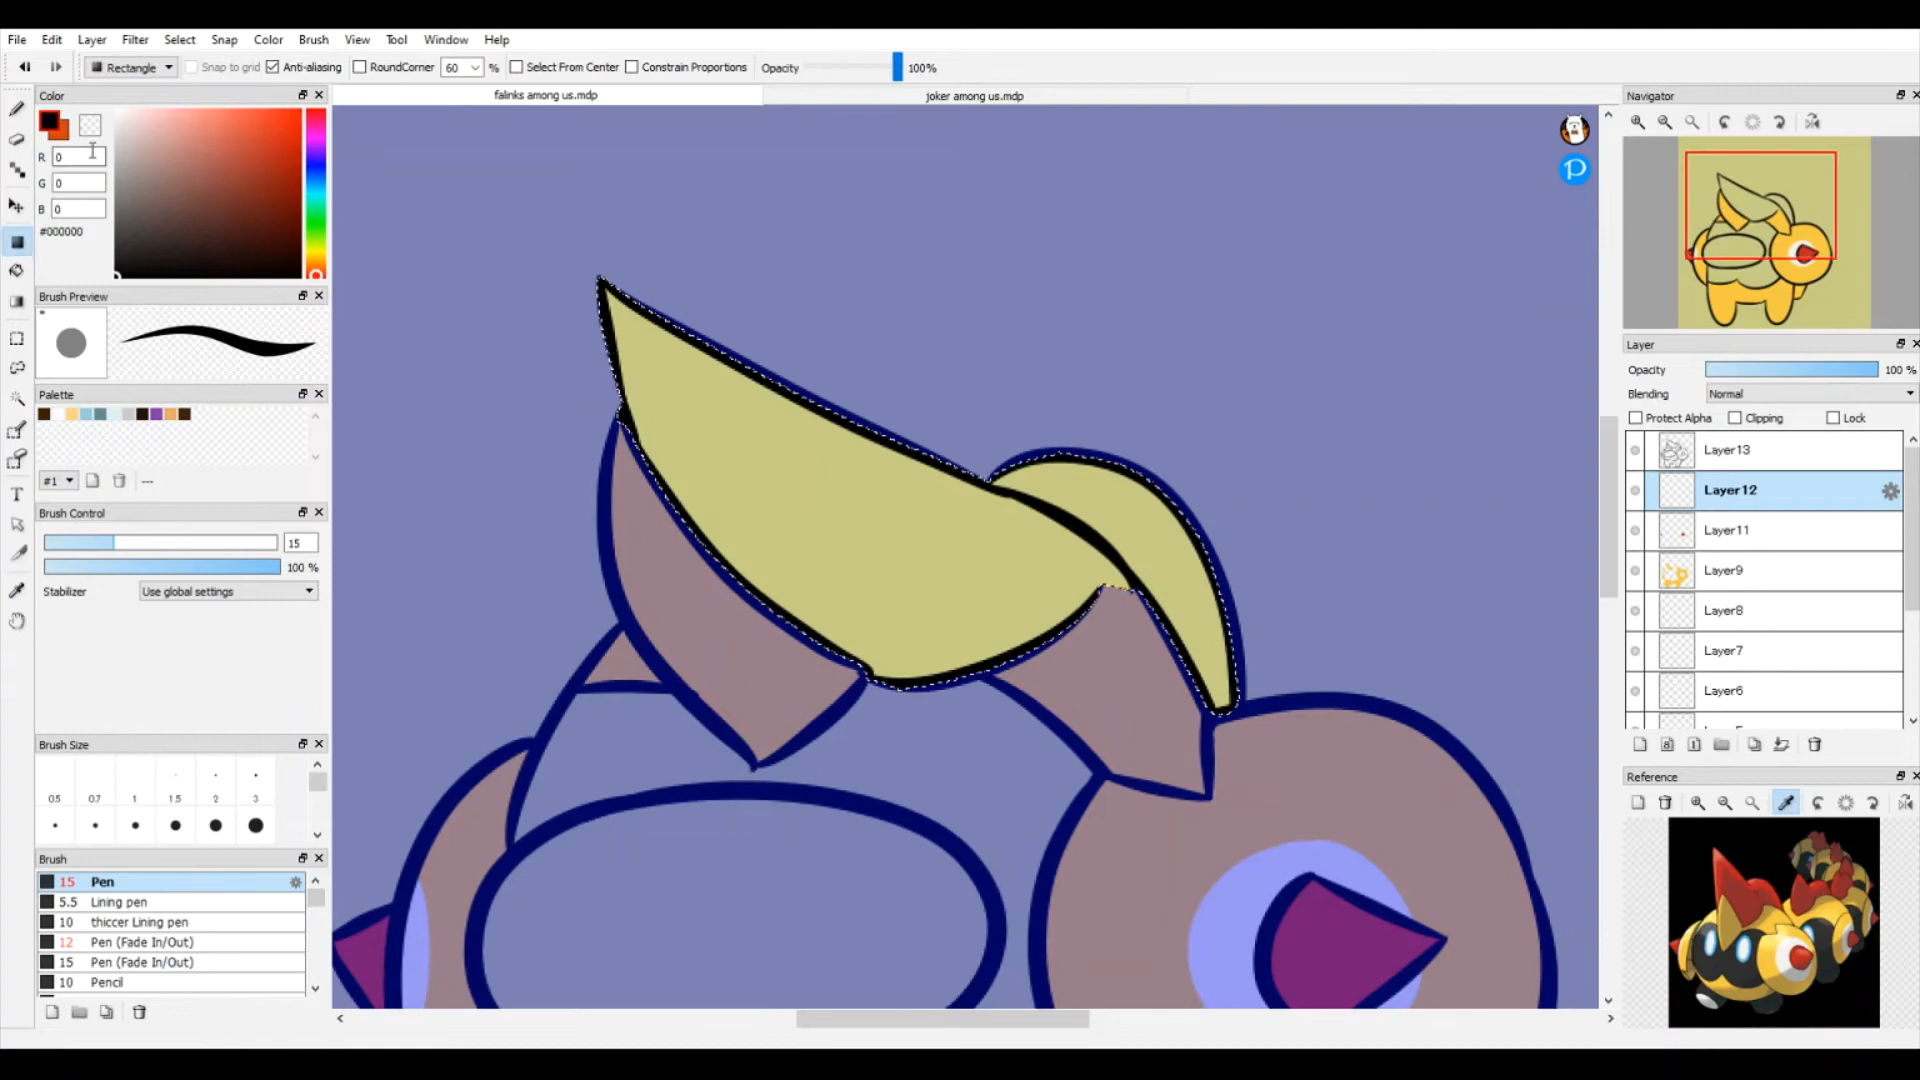 File Edit Layer Filter Select Snap Color Brush View Tool Window Help
Rectangle Snap to grid Anti-aliasing RoundCorner 60 % Select From Center Constrain Proportions Opacity 100%
Color
falinks among us.mdp
joker among us.mdp
Navigator
R 0
G 0
B 0
#000000
Brush Preview
Layer
Opacity 100 %
Blending Normal
Protect Alpha Clipping Lock
Palette
#1 ---
Layer13
Layer12
Layer11
Layer9
Layer8
Layer7
Layer6
Brush Control
15
100 %
Stabilizer Use global settings
Brush Size
0.5 0.7 1 1.5 2 3
Reference
Brush
15 Pen
5.5 Lining pen
10 thiccer Lining pen
12 Pen (Fade In/Out)
15 Pen (Fade In/Out)
10 Pencil
T
P
8
1